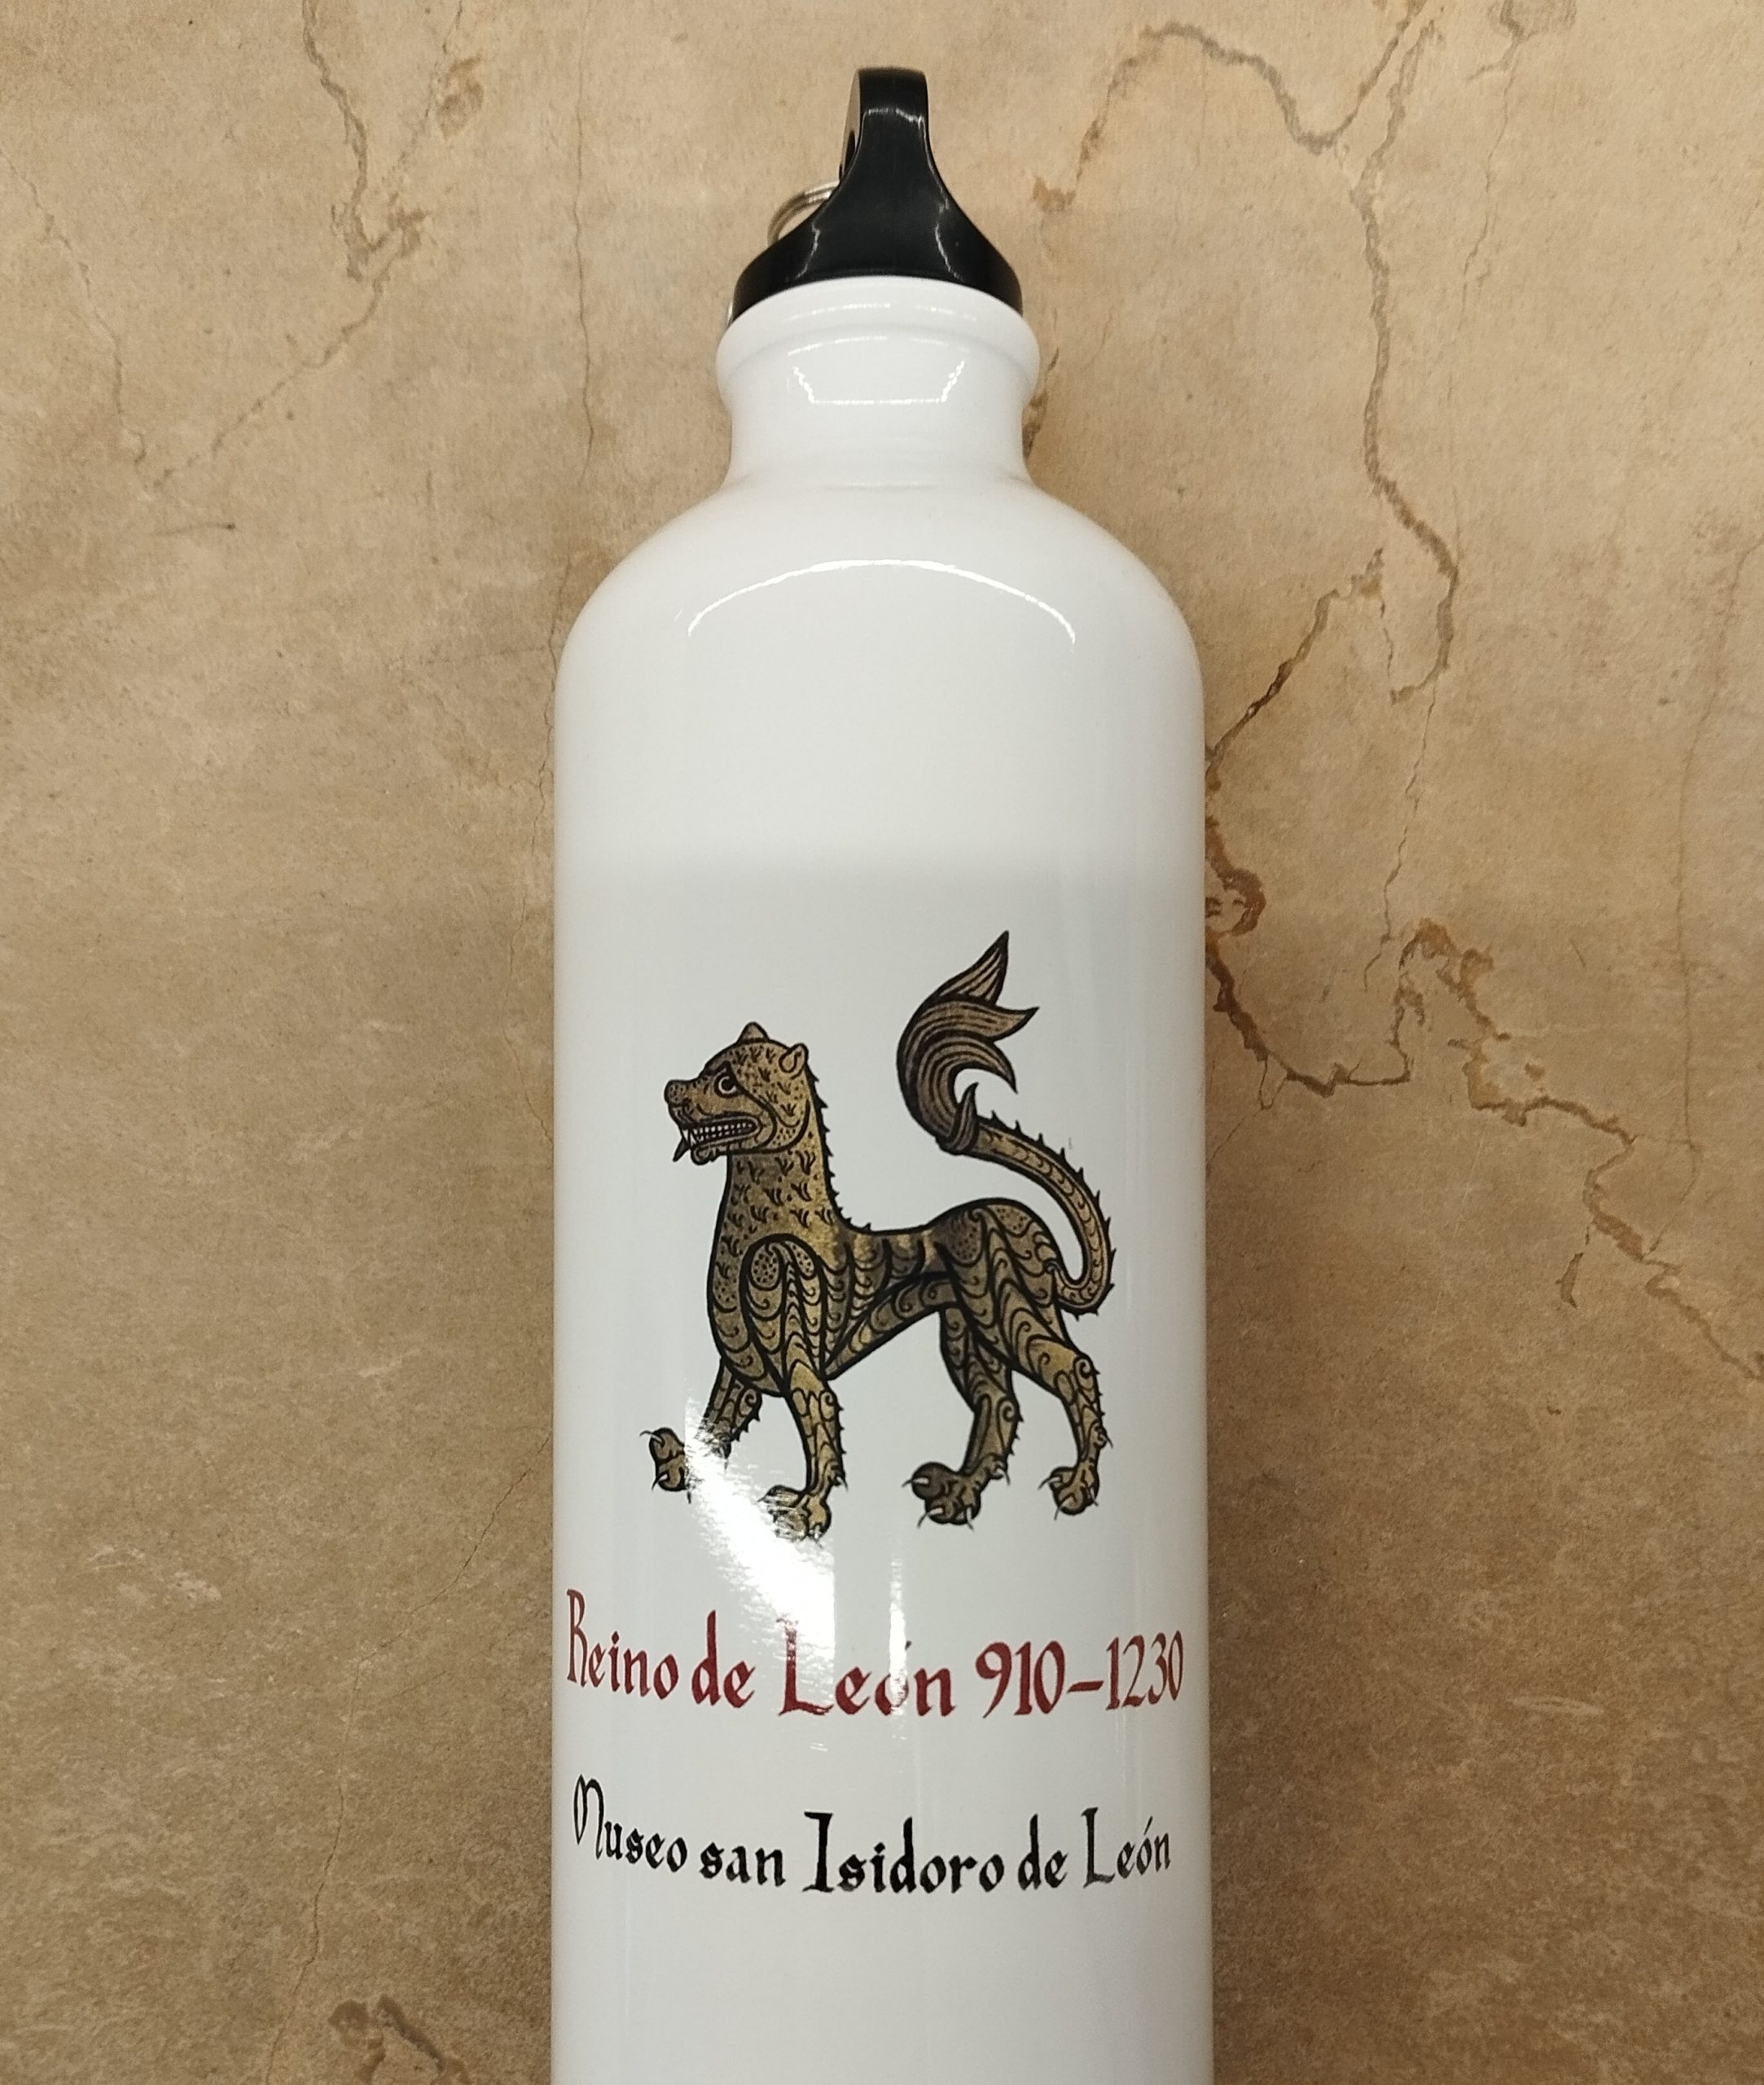 Reino de León 910-1230
Museo san Isidoro de León